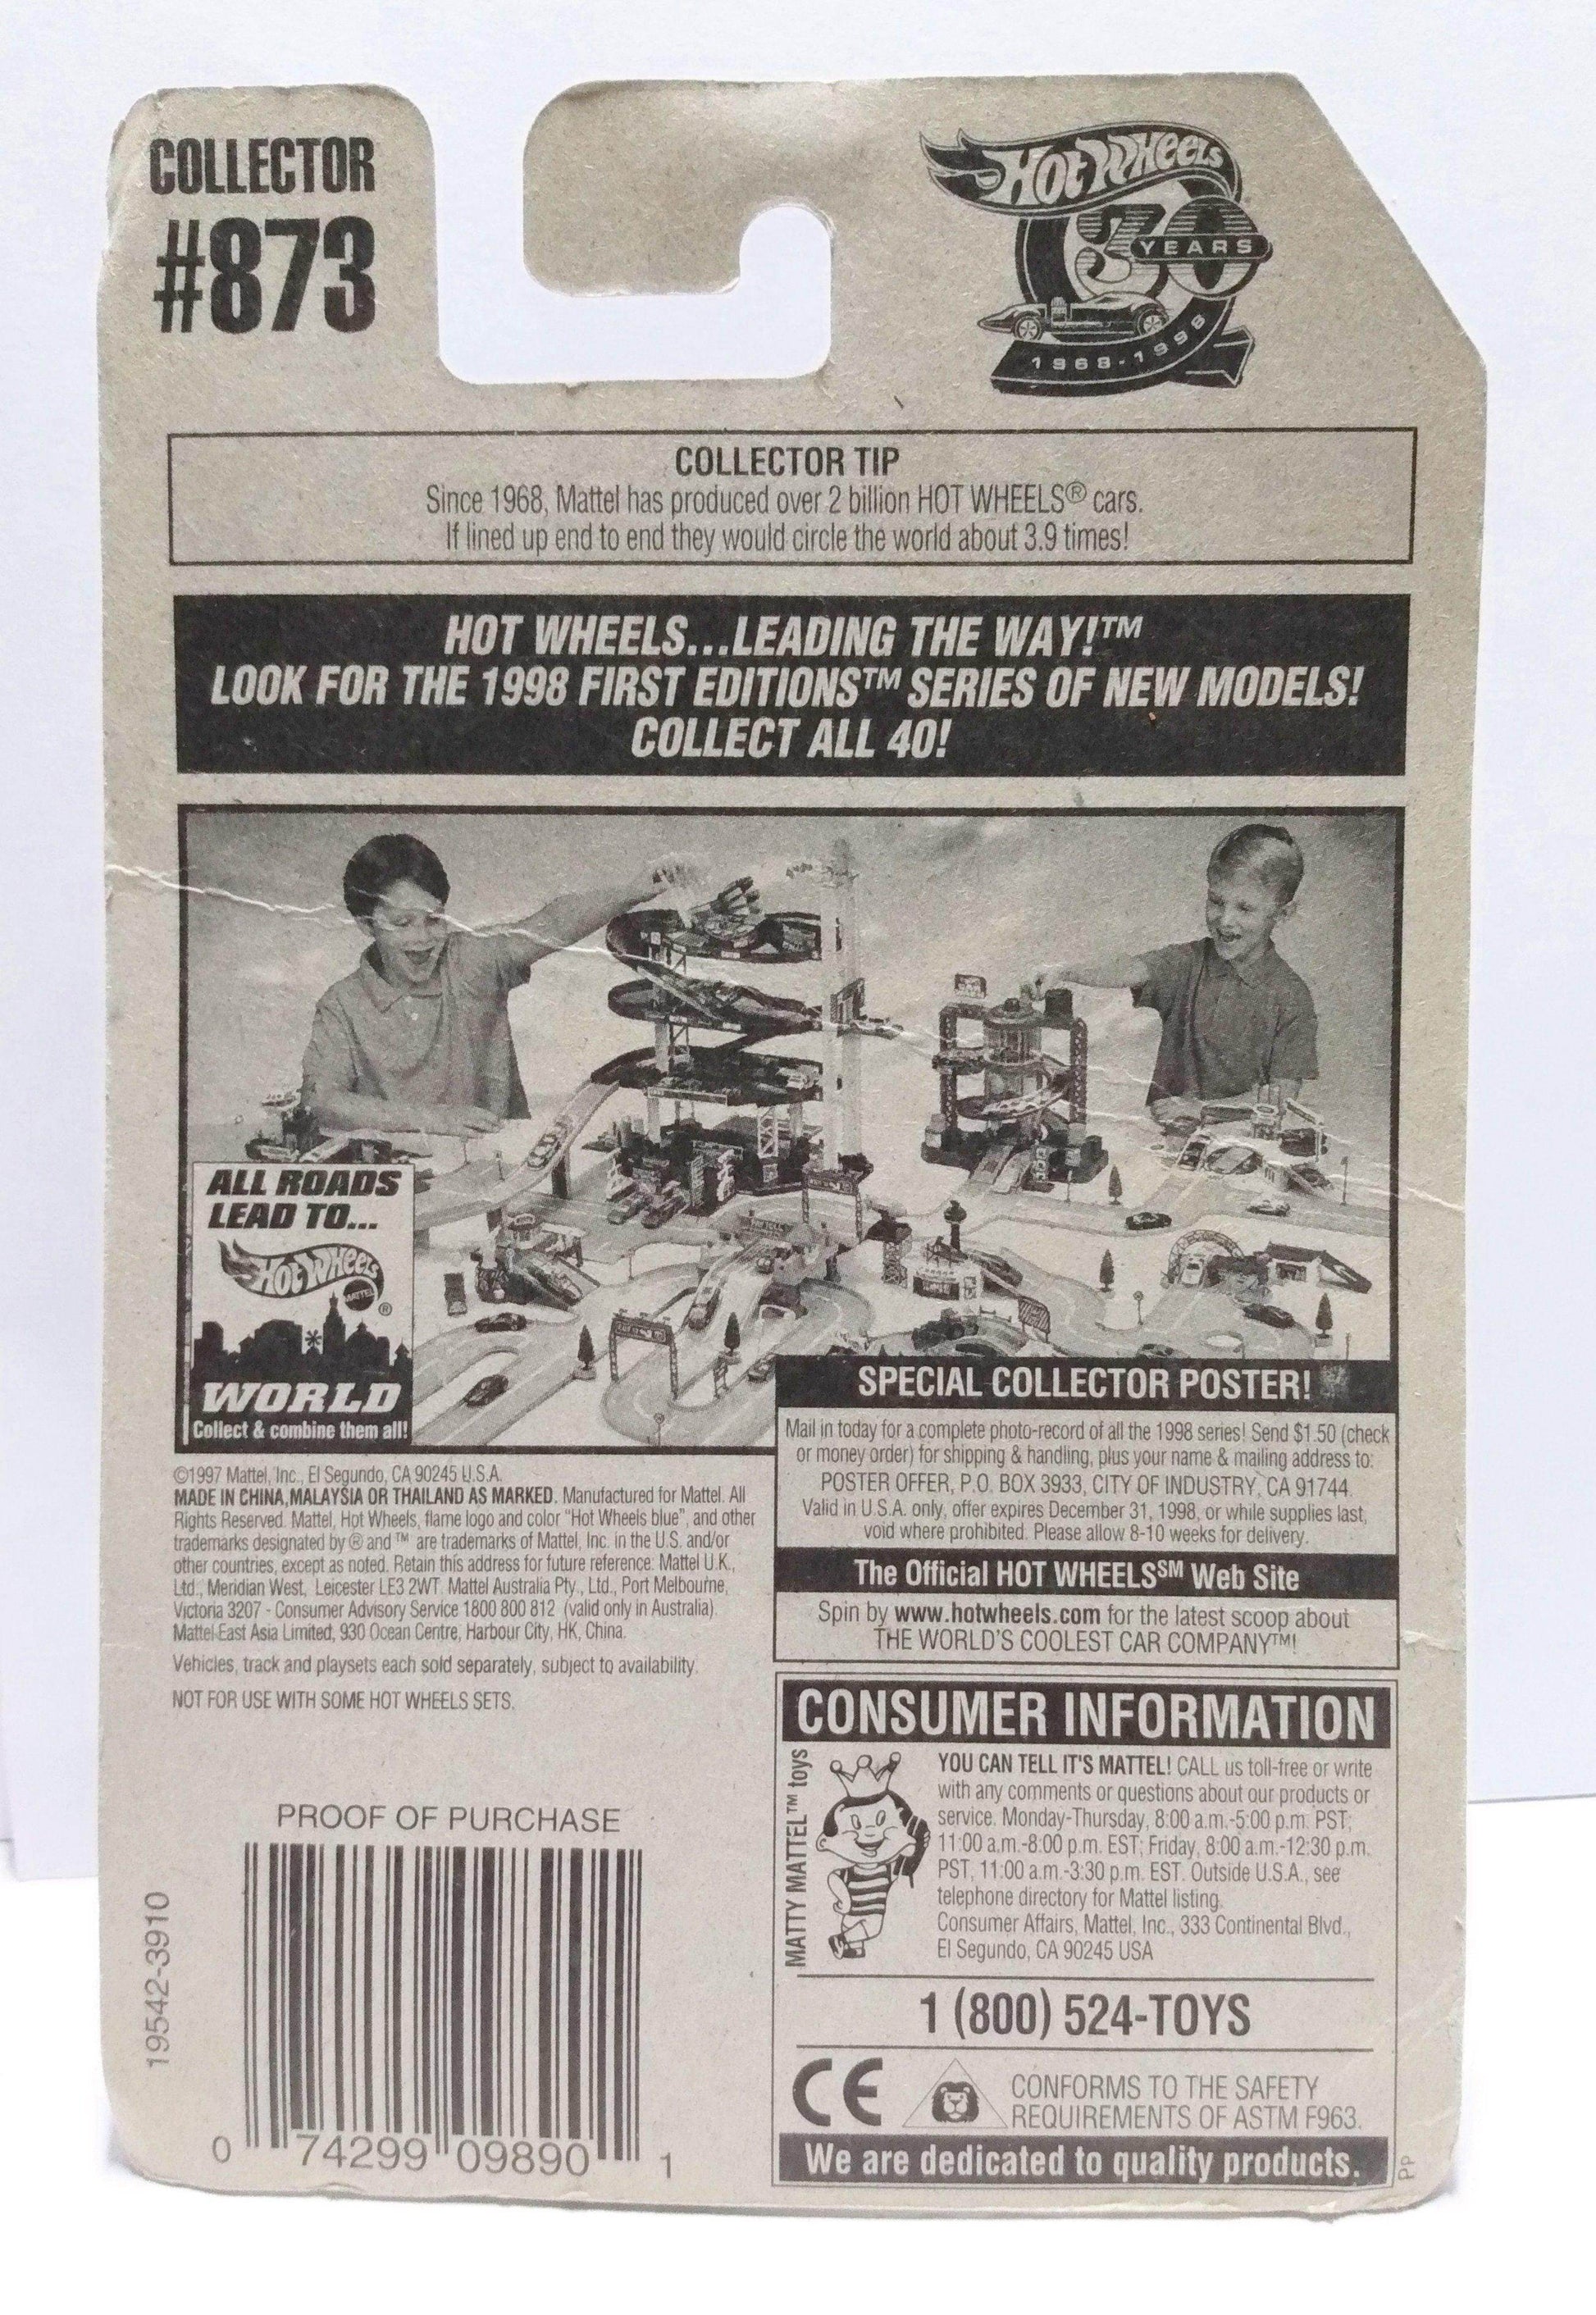 COLLECTOR
#873
Hot Wheels
30
YEARS
1968-1998
COLLECTOR TIP
Since 1968, Mattel has produced over 2 billion HOT WHEELS® cars.
If lined up end to end they would circle the world about 3.9 times!
HOT WHEELS...LEADING THE WAY!™
LOOK FOR THE 1998 FIRST EDITIONS™ SERIES OF NEW MODELS!
COLLECT ALL 40!
ALL ROADS
LEAD TO...
Hot Wheels
MATTEL
®
WORLD
Collect & combine them all!
©1997 Mattel, Inc., El Segundo, CA 90245 U.S.A.
MADE IN CHINA, MALAYSIA OR THAILAND AS MARKED. Manufactured for Mattel. All
Rights Reserved. Mattel, Hot Wheels, flame logo and color "Hot Wheels blue", and other
trademarks designated by ® and ™ are trademarks of Mattel, Inc. in the U.S. and/or
other countries, except as noted. Retain this address for future reference: Mattel U.K.,
Ltd., Meridian West, Leicester LE3 2WT. Mattel Australia Pty., Ltd., Port Melbourne,
Victoria 3207 - Consumer Advisory Service 1800 800 812 (valid only in Australia).
Mattel East Asia Limited, 930 Ocean Centre, Harbour City, HK, China.
Vehicles, track and playsets each sold separately, subject to availability.
NOT FOR USE WITH SOME HOT WHEELS SETS.
SPECIAL COLLECTOR POSTER!
Mail in today for a complete photo-record of all the 1998 series! Send $1.50 (check
or money order) for shipping & handling, plus your name & mailing address to:
POSTER OFFER, P.O. BOX 3933, CITY OF INDUSTRY, CA 91744.
Valid in U.S.A. only, offer expires December 31, 1998, or while supplies last,
void where prohibited. Please allow 8-10 weeks for delivery.
The Official HOT WHEELS℠ Web Site
Spin by www.hotwheels.com for the latest scoop about
THE WORLD'S COOLEST CAR COMPANY™!
CONSUMER INFORMATION
MATTY MATTEL™ toys
YOU CAN TELL IT'S MATTEL! CALL us toll-free or write
with any comments or questions about our products or
service. Monday-Thursday, 8:00 a.m.-5:00 p.m. PST;
11:00 a.m.-8:00 p.m. EST; Friday, 8:00 a.m.-12:30 p.m.
PST, 11:00 a.m.-3:30 p.m. EST. Outside U.S.A., see
telephone directory for Mattel listing.
Consumer Affairs, Mattel, Inc., 333 Continental Blvd.,
El Segundo, CA 90245 USA
1 (800) 524-TOYS
CE
CONFORMS TO THE SAFETY
REQUIREMENTS OF ASTM F963.
We are dedicated to quality products.
PP
PROOF OF PURCHASE
0 74299 09890 1
19542-3910